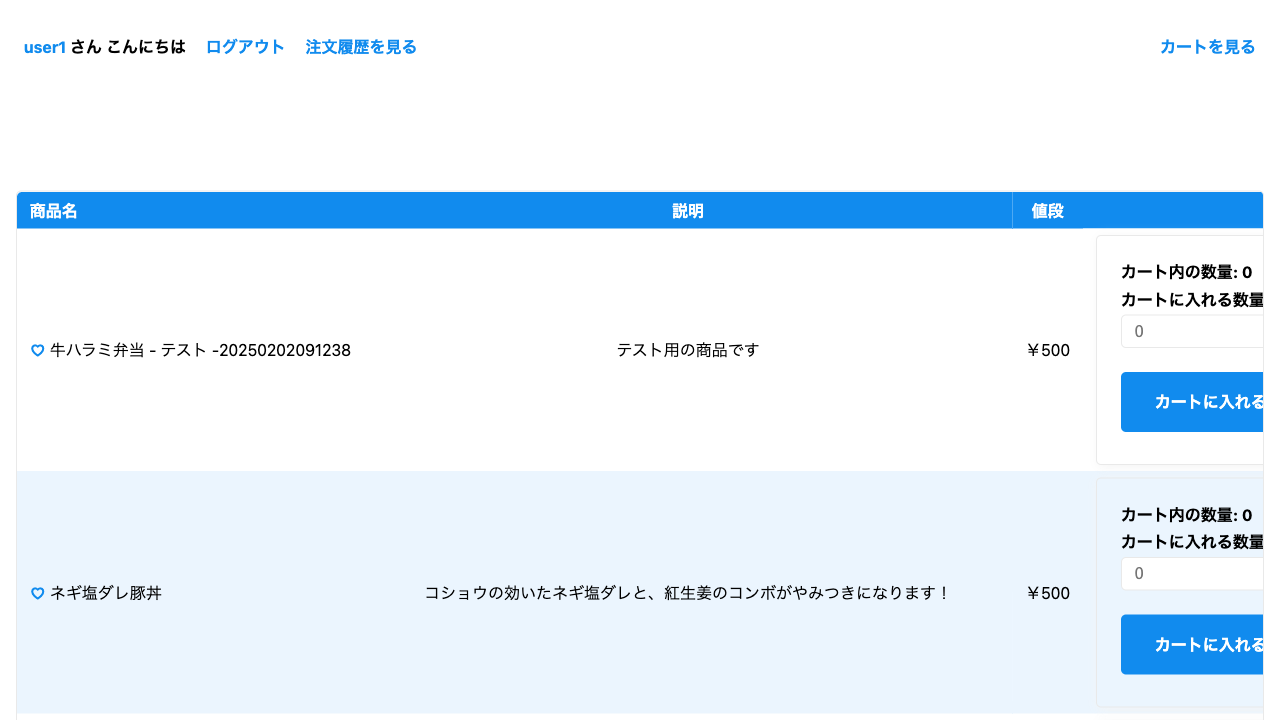 user1 さん こんにちは ログアウト 注文履歴を見る カートを見る
商品名 説明 値段
カート内の数量: 0
カートに入れる数量
牛ハラミ弁当 - テスト -20250202091238 テスト用の商品です ￥500
0
カートに入れる
カート内の数量: 0
カートに入れる数量
ネギ塩ダレ豚丼 コショウの効いたネギ塩ダレと、紅生姜のコンボがやみつきになります！ ￥500
0
カートに入れる